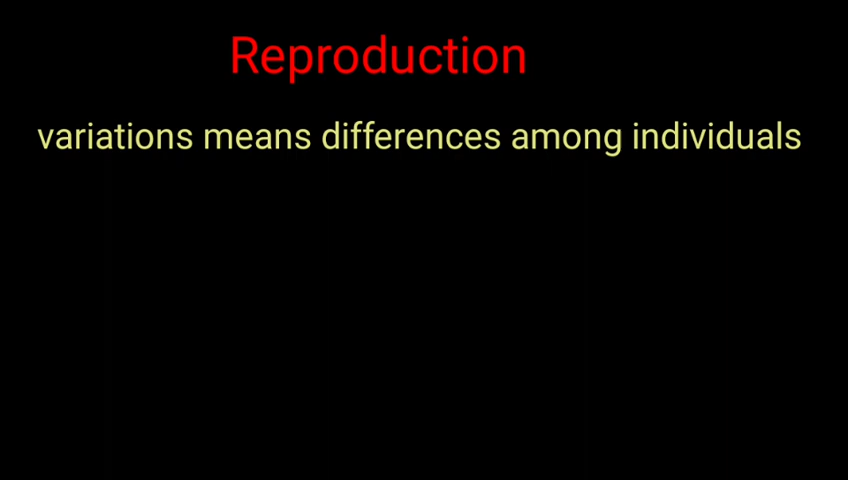 Reproduction
variations means differences among individuals